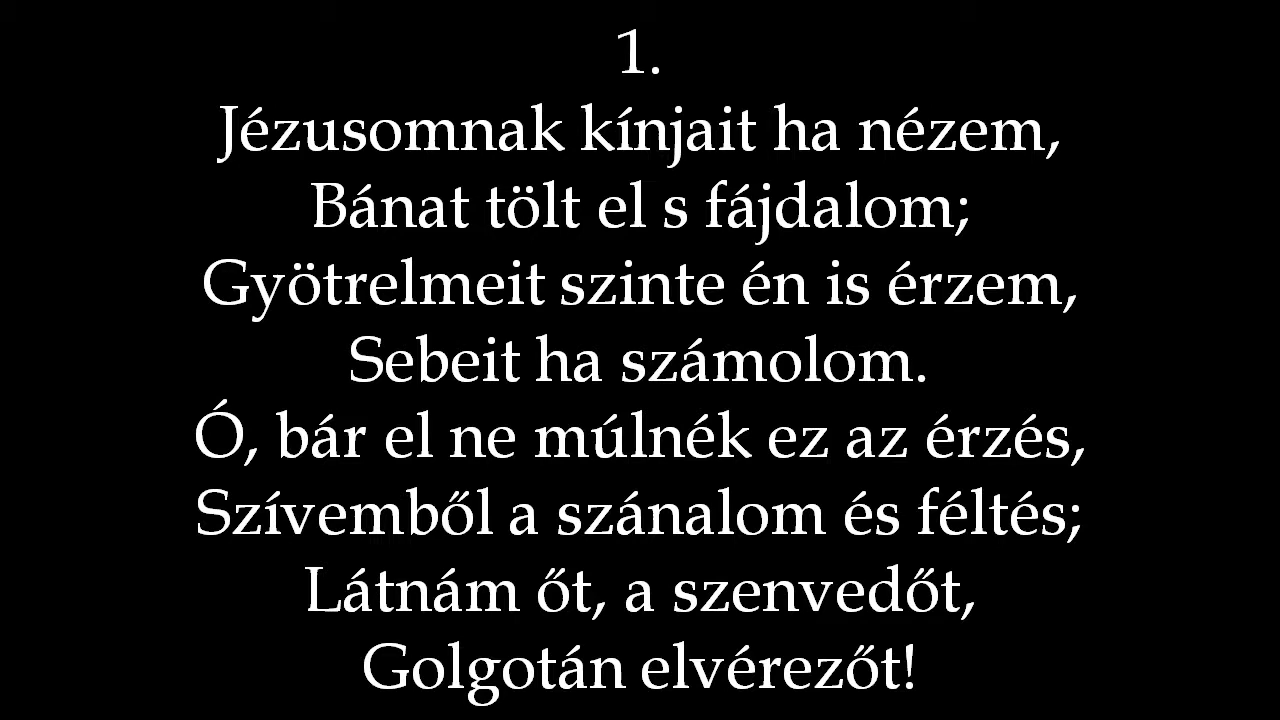 1.
Jézusomnak kínjait ha nézem,
Bánat tölt el s fájdalom;
Gyötrelmeit szinte én is érzem,
Sebeit ha számolom.
Ó, bár el ne múlnék ez az érzés,
Szívemből a szánalom és féltés;
Látnám őt, a szenvedőt,
Golgotán elvérezőt!